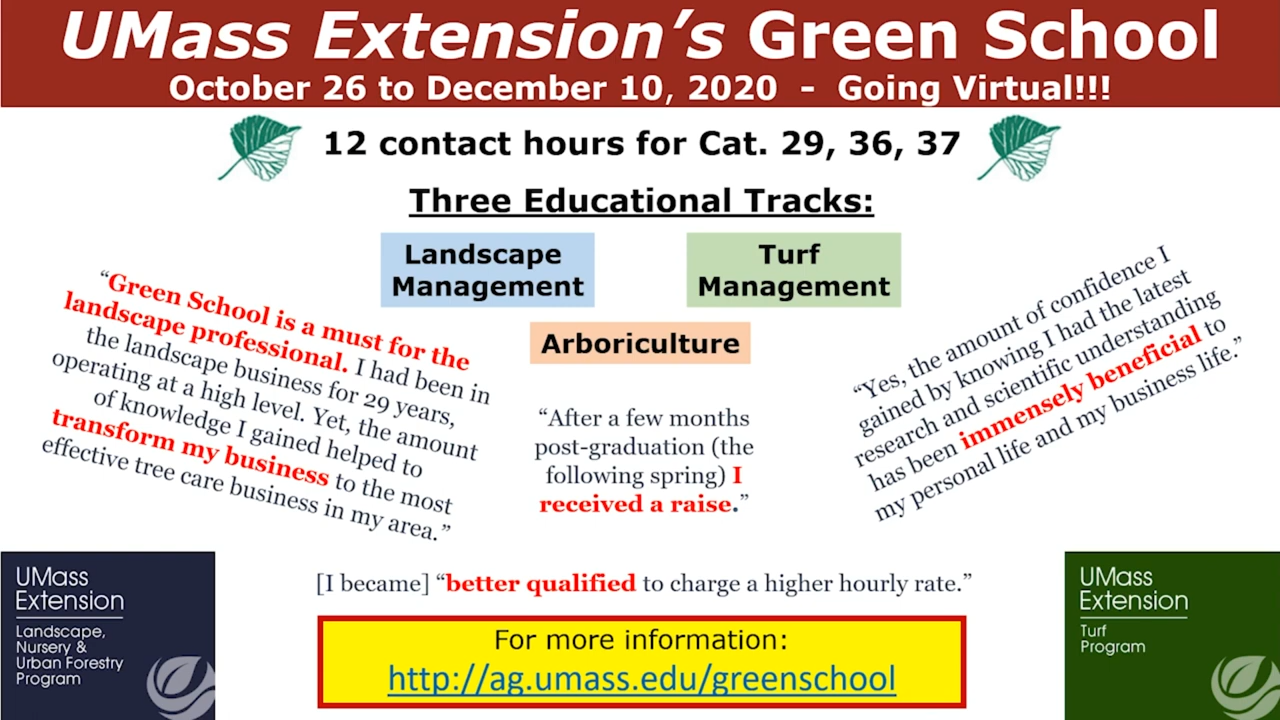 UMass Extension's Green School
October 26 to December 10, 2020 - Going Virtual!!!
12 contact hours for Cat. 29, 36, 37
Three Educational Tracks:
Landscape
Management
Turf
Management
Arboriculture
“Green School is a must for the
landscape professional. I had been in
the landscape business for 29 years,
operating at a high level. Yet, the amount
of knowledge I gained helped to
transform my business to the most
effective tree care business in my area.”
“After a few months
post-graduation (the
following spring) I
received a raise.”
“Yes, the amount of confidence I
gained by knowing I had the latest
research and scientific understanding
has been immensely beneficial to
my personal life and my business life.”
[I became] “better qualified to charge a higher hourly rate.”
UMass
Extension
Landscape,
Nursery &
Urban Forestry
Program
For more information:
http://ag.umass.edu/greenschool
UMass
Extension
Turf
Program